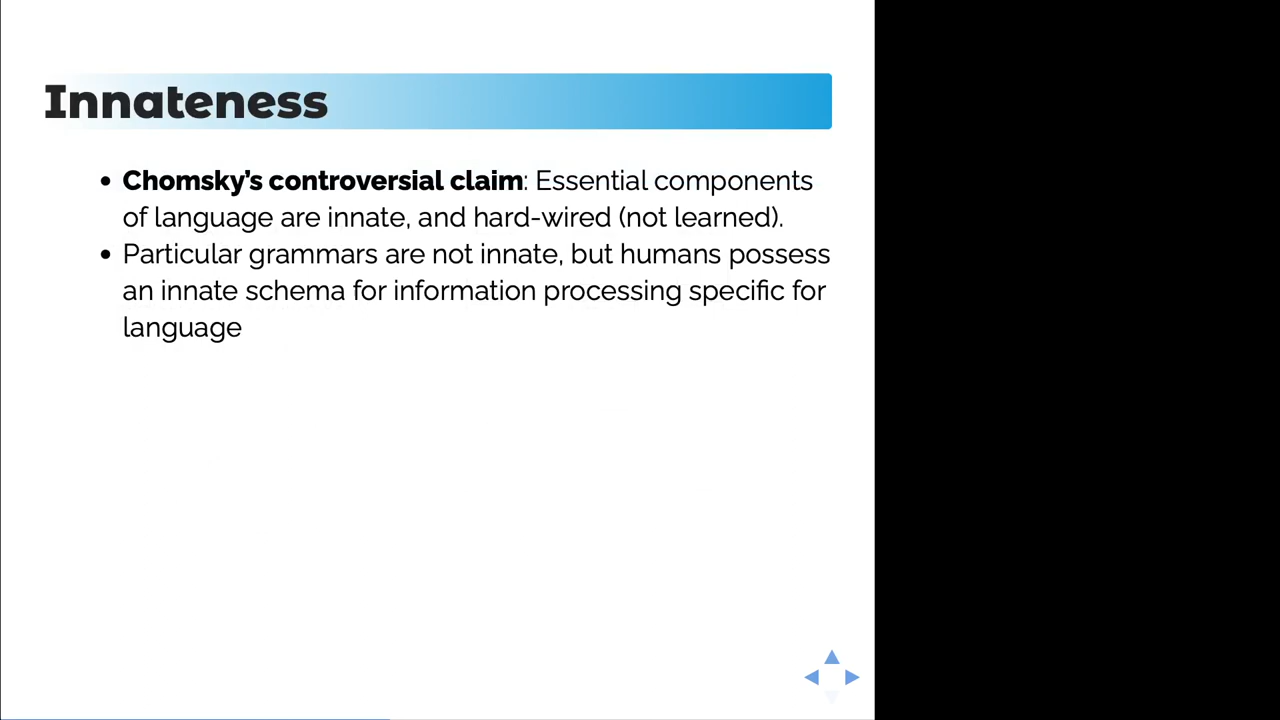 Innateness
• Chomsky’s controversial claim: Essential components
of language are innate, and hard-wired (not learned).
• Particular grammars are not innate, but humans possess
an innate schema for information processing specific for
language